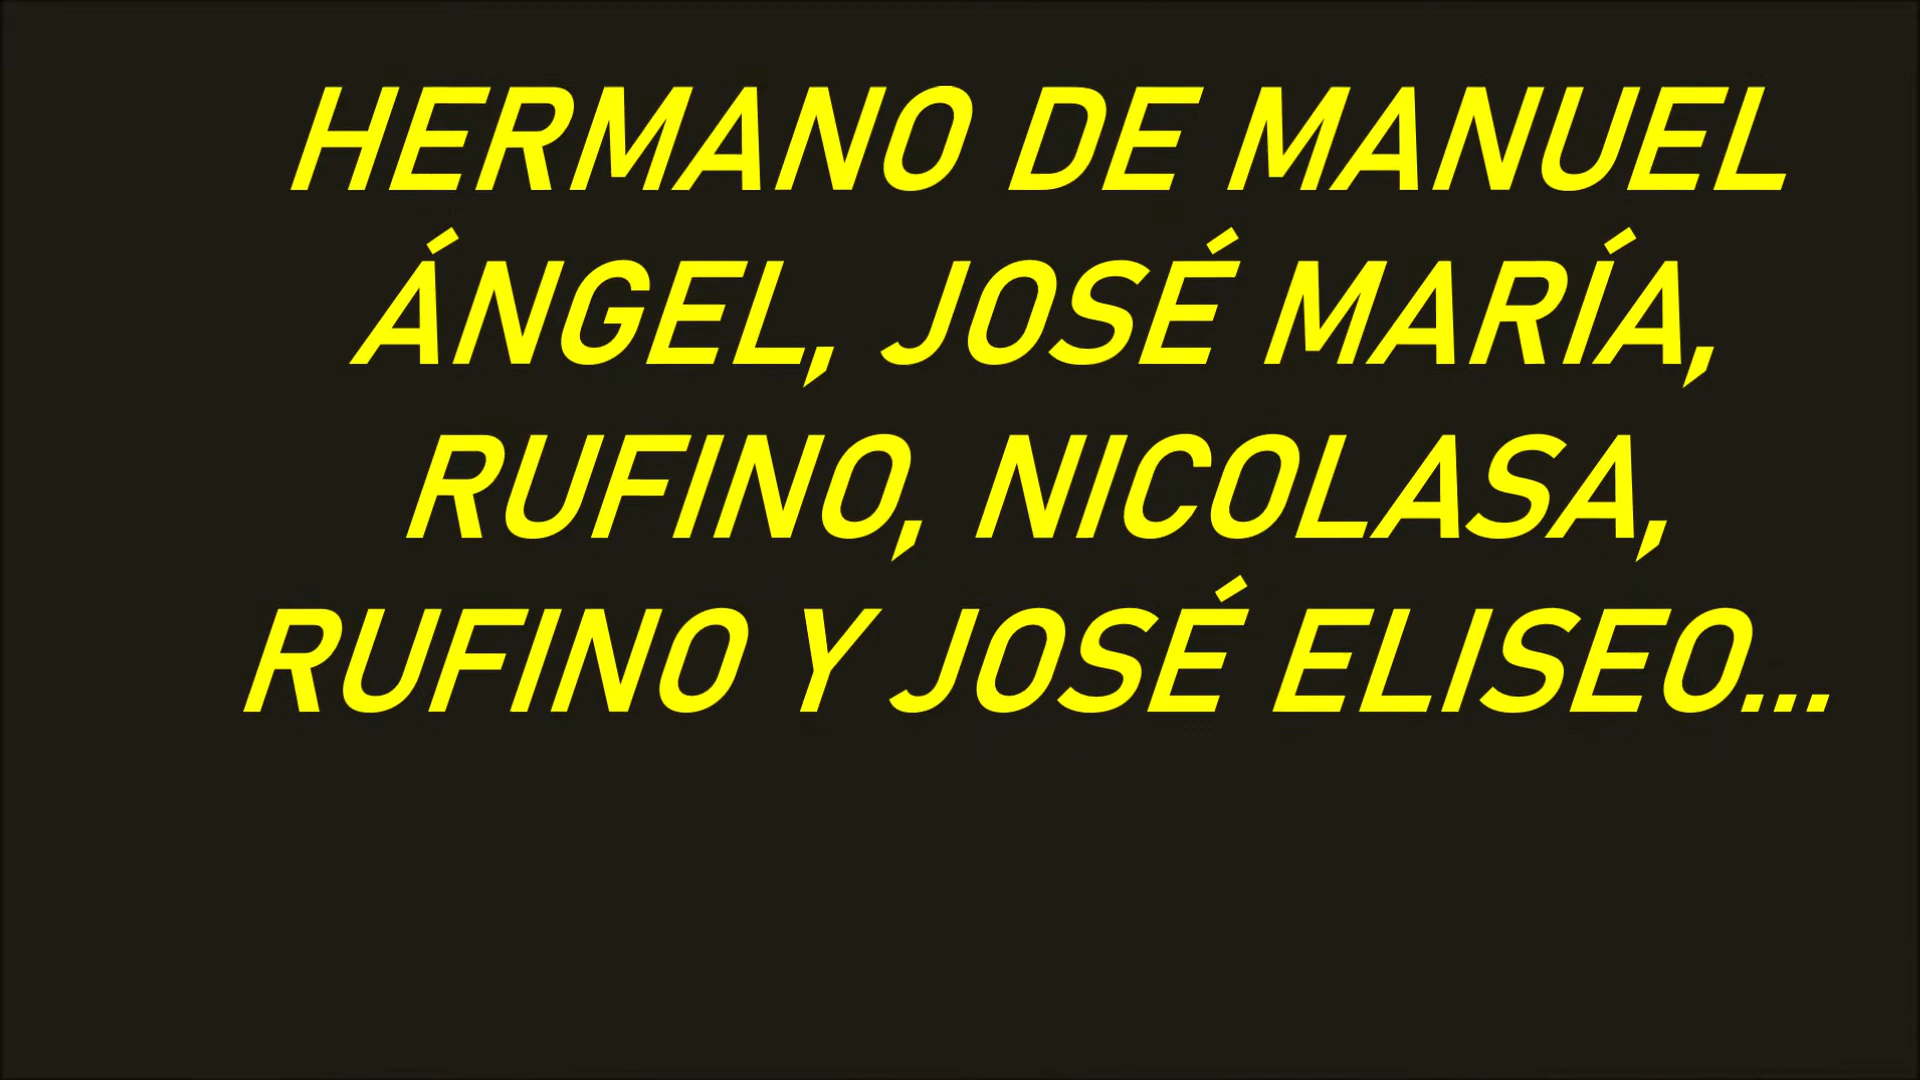 HERMANO DE MANUEL
ÁNGEL, JOSÉ MARÍA,
RUFINO, NICOLASA,
RUFINO Y JOSÉ ELISEO...